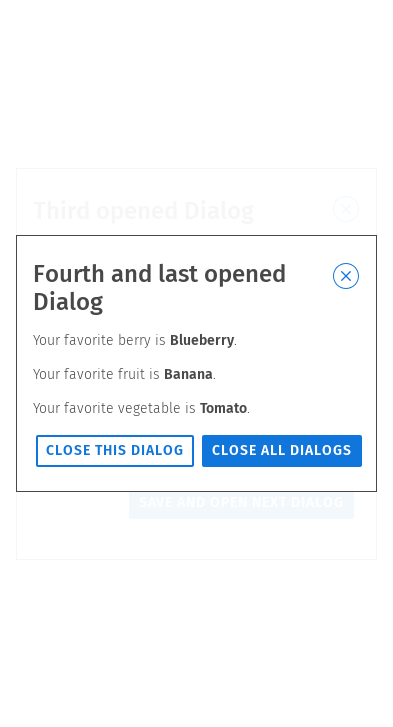 Third opened Dialog
Fourth and last opened
Dialog
Your favorite berry is Blueberry.
Your favorite fruit is Banana.
Your favorite vegetable is Tomato.
CLOSE THIS DIALOG CLOSE ALL DIALOGS
SAVE AND OPEN NEXT DIALOG